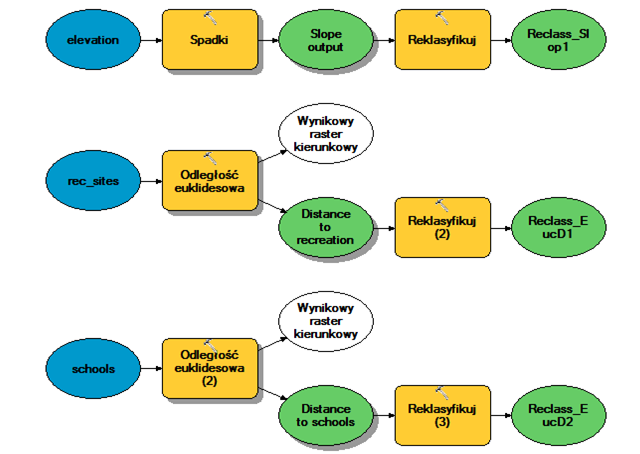 elevation
Spadki
Slope
output
Reklasyfikuj
Reclass_Sl
op1
rec_sites
Odległość
euklidesowa
Wynikowy
raster
kierunkowy
Distance
to
recreation
Reklasyfikuj
(2)
Reclass_E
ucD1
schools
Odległość
euklidesowa
(2)
Wynikowy
raster
kierunkowy
Distance
to schools
Reklasyfikuj
(3)
Reclass_E
ucD2